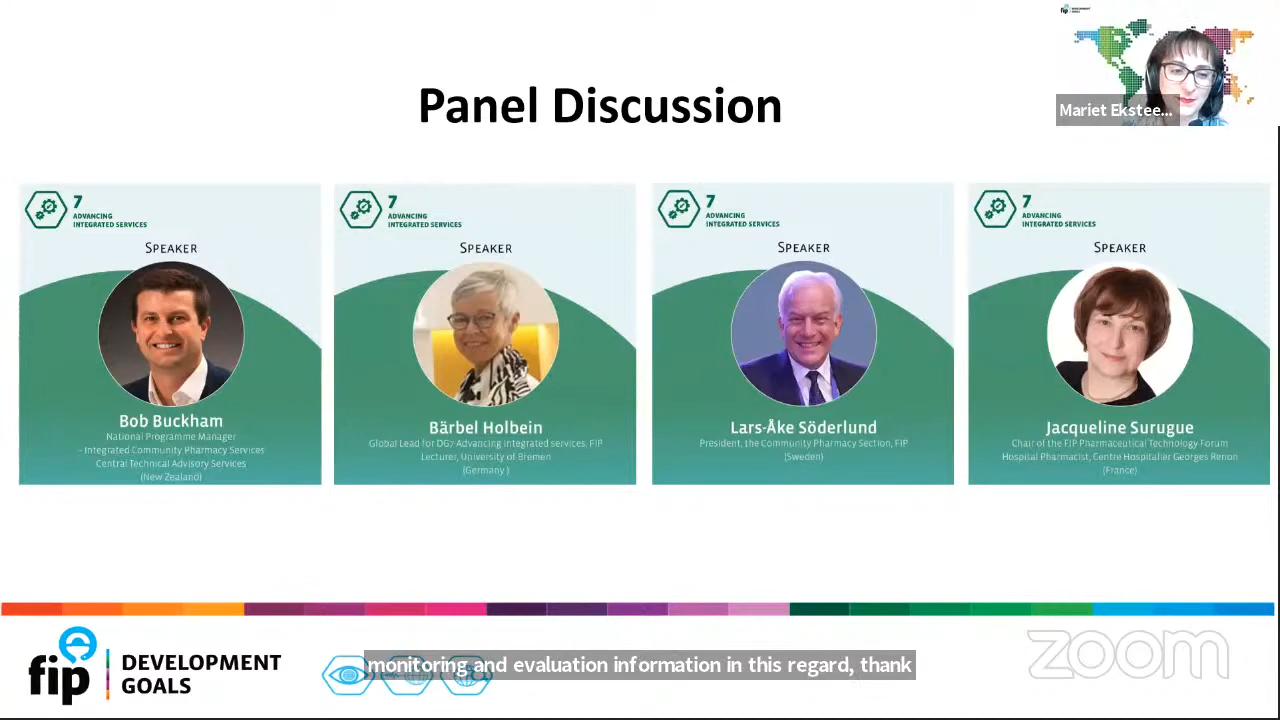 fip DEVELOPMENT
GOALS
Mariet Ekstee...
Panel Discussion
7
ADVANCING
INTEGRATED SERVICES
SPEAKER
Bob Buckham
National Programme Manager
- Integrated Community Pharmacy Services
Central Technical Advisory Services
(New Zealand)
7
ADVANCING
INTEGRATED SERVICES
SPEAKER
Bärbel Holbein
Global Lead for DG7-Advancing integrated services, FIP
Lecturer, University of Bremen
(Germany )
7
ADVANCING
INTEGRATED SERVICES
SPEAKER
Lars-Åke Söderlund
President, the Community Pharmacy Section, FIP
(Sweden)
7
ADVANCING
INTEGRATED SERVICES
SPEAKER
Jacqueline Surugue
Chair of the FIP Pharmaceutical Technology Forum
Hospital Pharmacist, Centre Hospitalier Georges Renon
(France)
fip DEVELOPMENT
GOALS
monitoring and evaluation information in this regard, thank
zoom